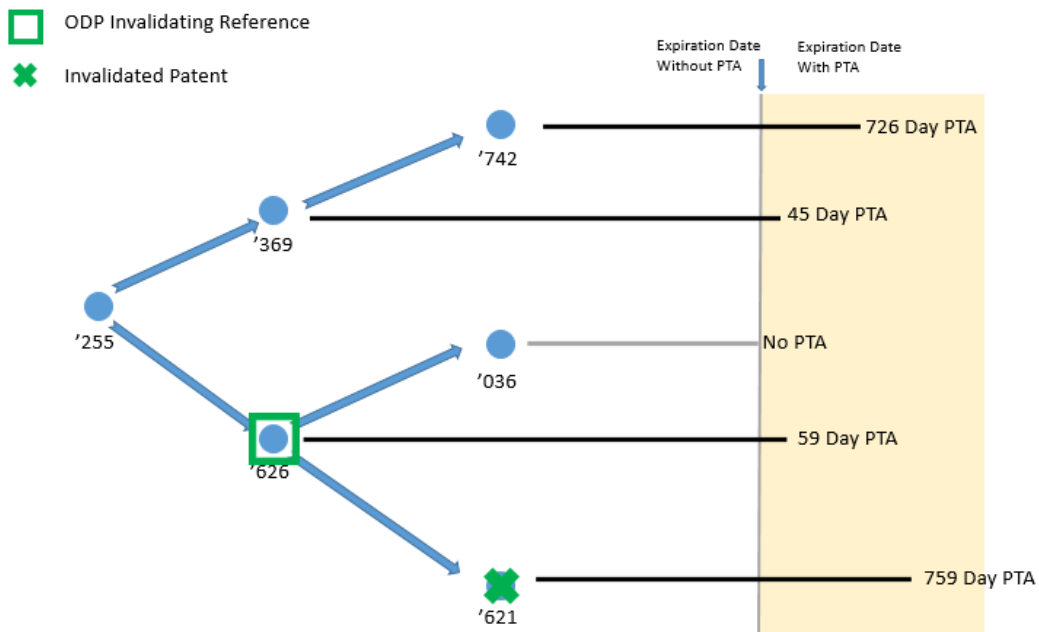 ODP Invalidating Reference
Invalidated Patent
Expiration Date
Without PTA
Expiration Date
With PTA
726 Day PTA
’742
45 Day PTA
’369
’255
No PTA
’036
59 Day PTA
’626
759 Day PTA
’621